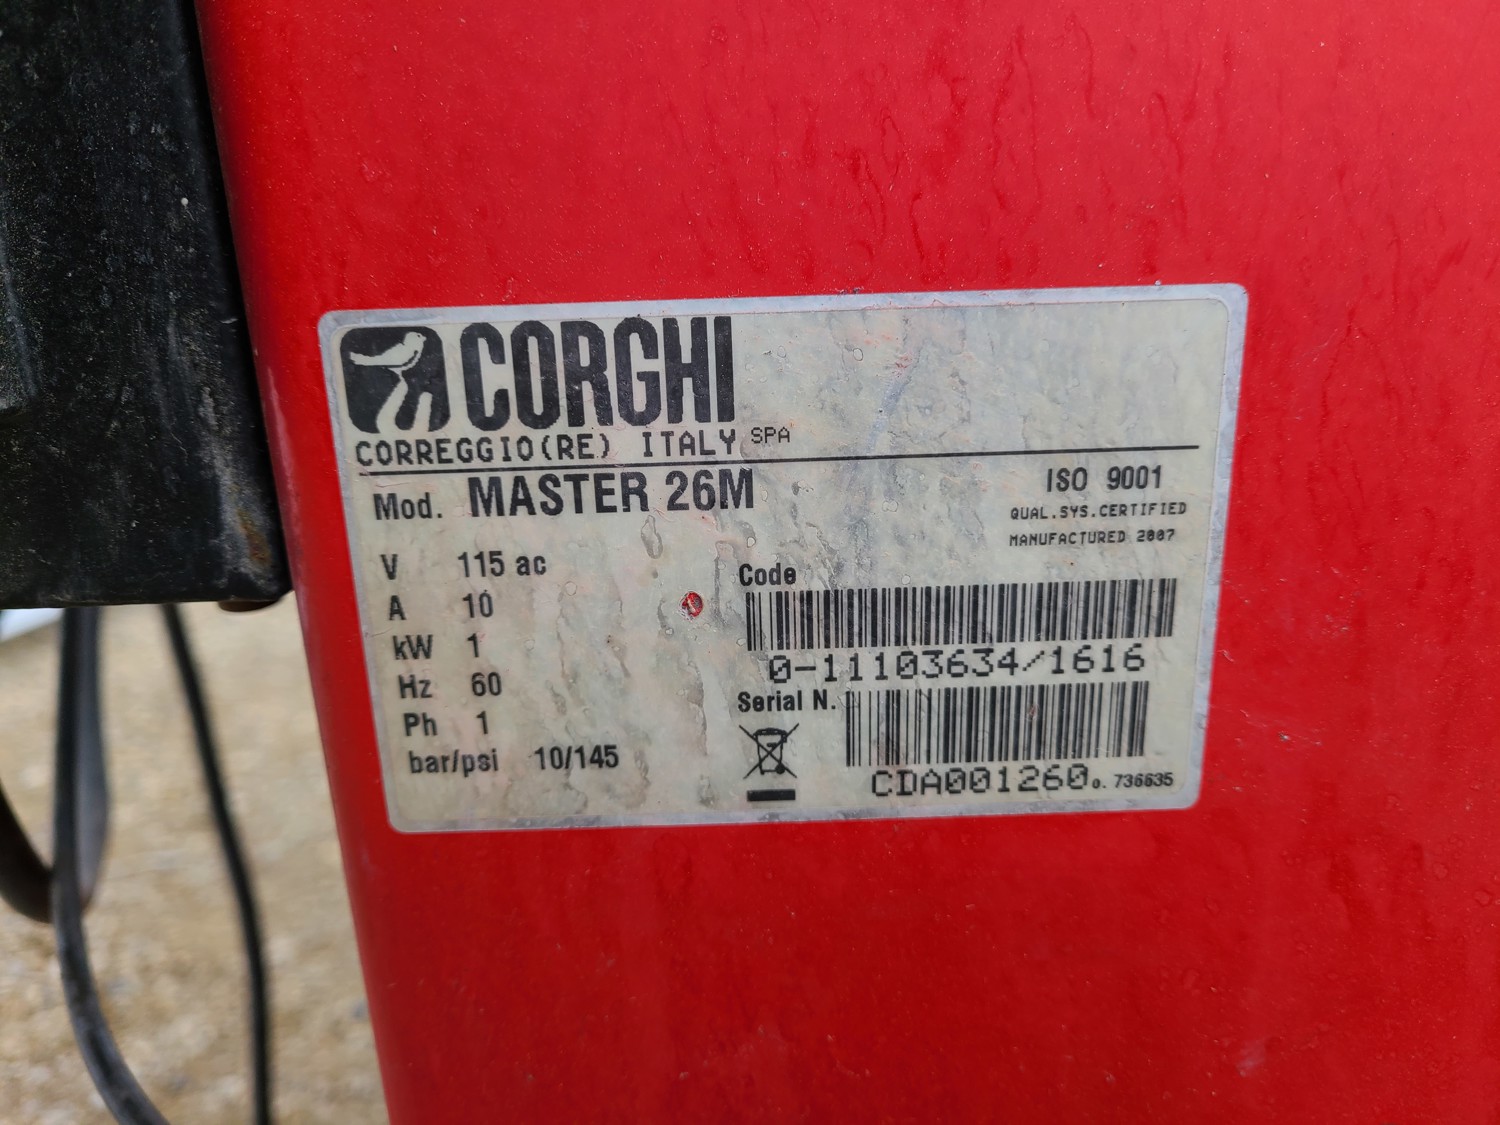 CORGHI
CORREGGIO(RE) ITALY SPA
Mod. MASTER 26M
ISO 9001
QUAL.SYS.CERTIFIED
MANUFACTURED 2007
V 115 ac
A 10
kW 1
Hz 60
Ph 1
bar/psi 10/145
Code
0-11103634/1616
Serial N.
CDA001260 o. 736635